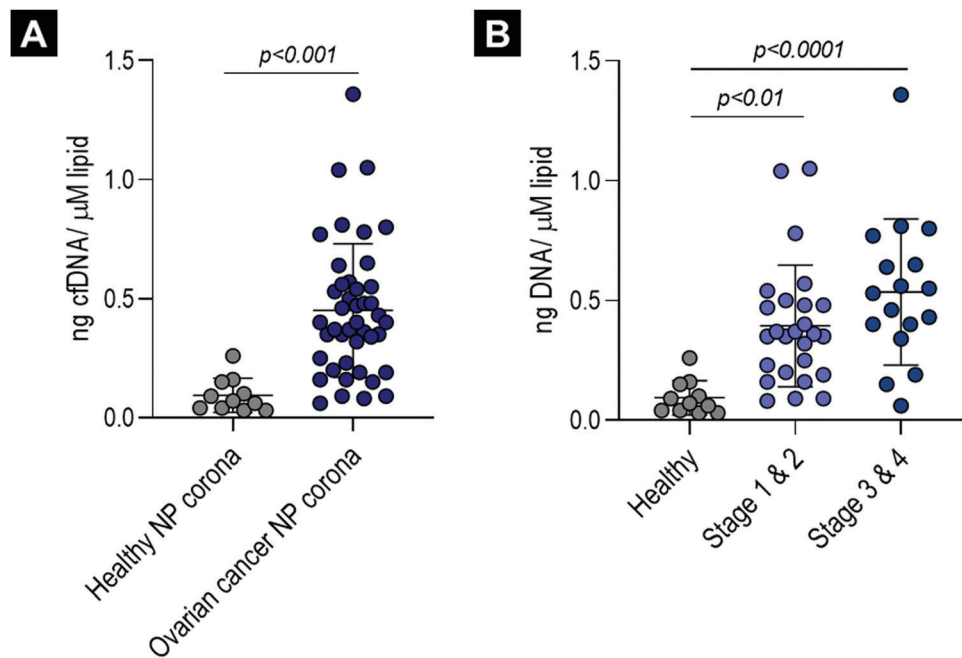 A
p<0.001
1.5
1.0
0.5
0.0
ng cfDNA/ μM lipid
Healthy NP corona
Ovarian cancer NP corona
B
p<0.0001
p<0.01
1.5
1.0
0.5
0.0
ng DNA/ μM lipid
Healthy
Stage 1 & 2
Stage 3 & 4